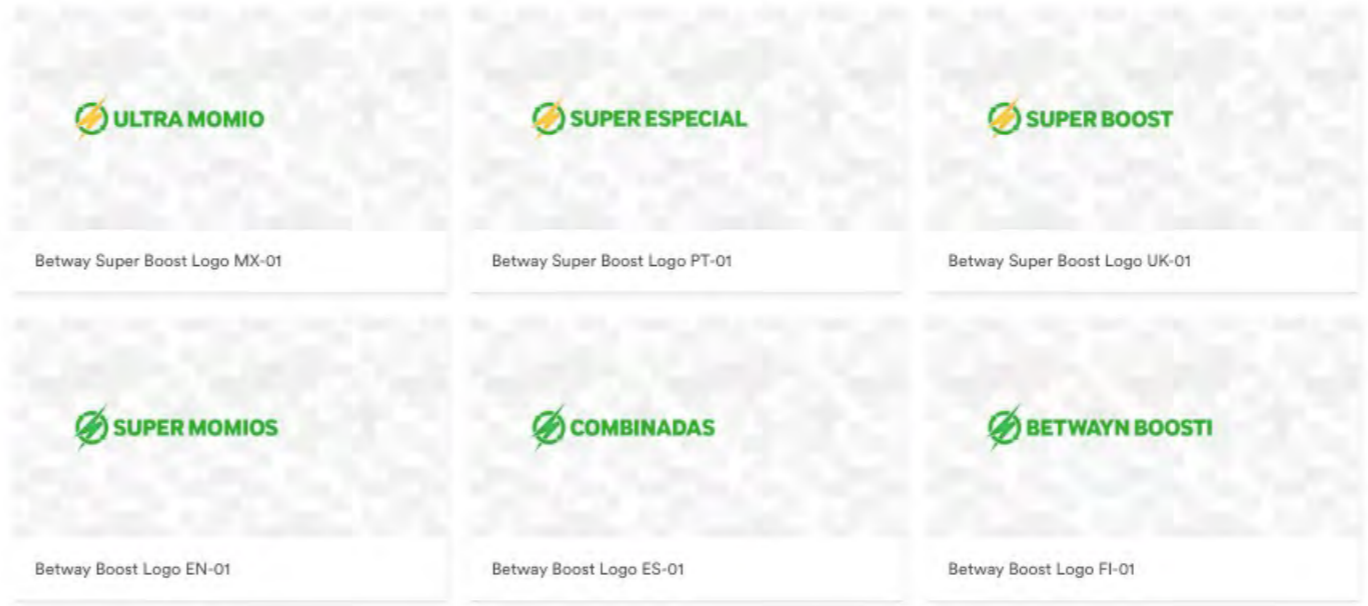 ULTRA MOMIO
SUPER ESPECIAL
SUPER BOOST
Betway Super Boost Logo MX-01
Betway Super Boost Logo PT-01
Betway Super Boost Logo UK-01
SUPER MOMIOS
COMBINADAS
BETWAYN BOOSTI
Betway Boost Logo EN-01
Betway Boost Logo ES-01
Betway Boost Logo FI-01